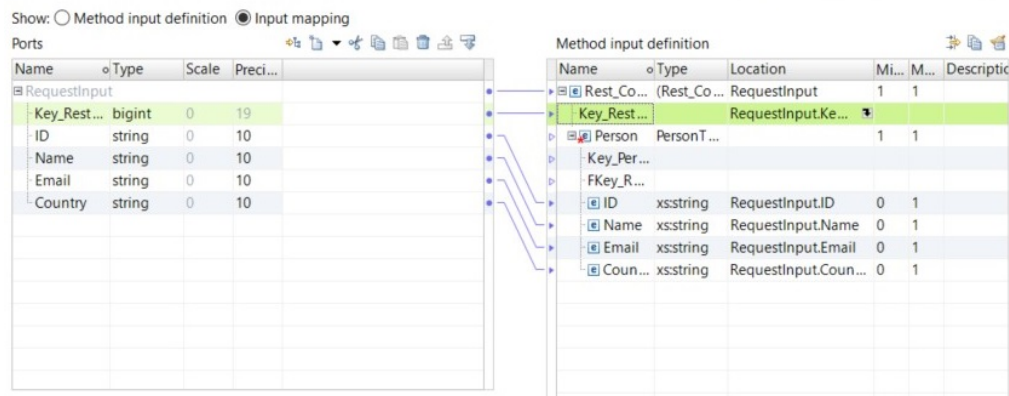 Show: Method input definition Input mapping
Ports
Name Type Scale Preci...
RequestInput
Key_Rest... bigint 0 19
ID string 0 10
Name string 0 10
Email string 0 10
Country string 0 10
Method input definition
Name Type Location Mi... M... Descriptic
Rest_Co... (Rest_Co... RequestInput 1 1
Key_Rest... RequestInput.Ke...
Person PersonT... 1 1
Key_Per...
FKey_R...
ID xs:string RequestInput.ID 0 1
Name xs:string RequestInput.Name 0 1
Email xs:string RequestInput.Email 0 1
Coun... xs:string RequestInput.Coun... 0 1